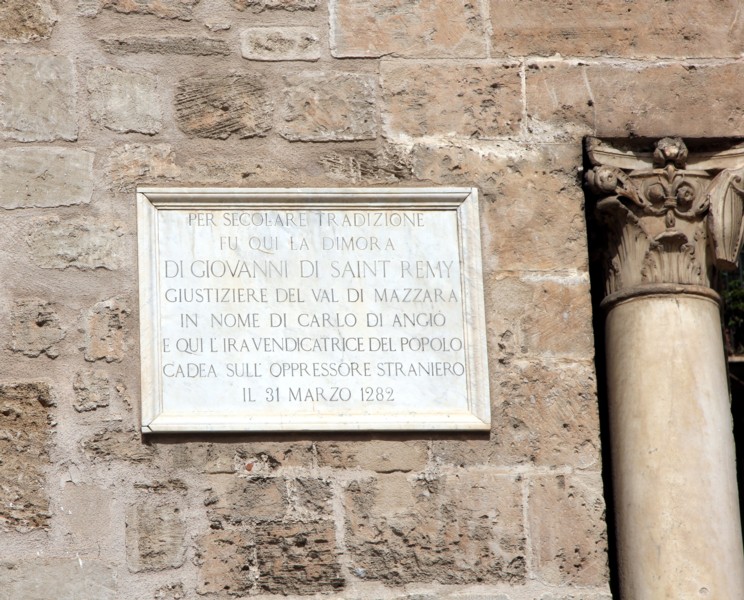 PER SECOLARE TRADIZIONE
FU QUI LA DIMORA
DI GIOVANNI DI SAINT REMY
GIUSTIZIERE DEL VAL DI MAZZARA
IN NOME DI CARLO DI ANGIÓ
E QUI L'IRA VENDICATRICE DEL POPOLO
CADEA SULL' OPPRESSORE STRANIERO
IL 31 MARZO 1282